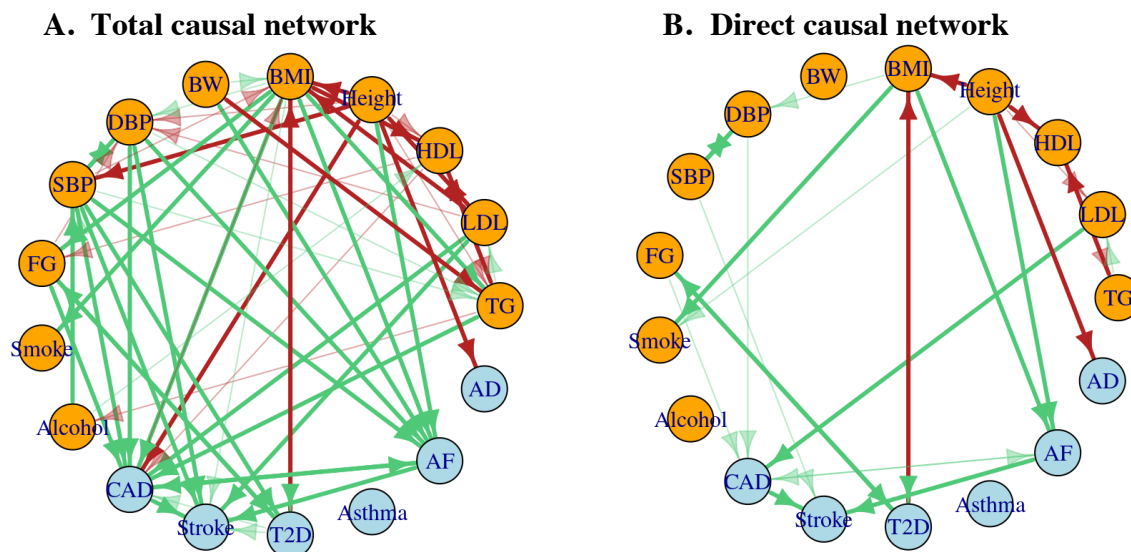 A. Total causal network
B. Direct causal network
BMI
BW
Height
DBP
HDL
SBP
LDL
FG
TG
Smoke
AD
Alcohol
AF
CAD
Asthma
Stroke
T2D
BMI
BW
Height
DBP
HDL
SBP
LDL
FG
TG
Smoke
AD
Alcohol
AF
CAD
Asthma
Stroke
T2D